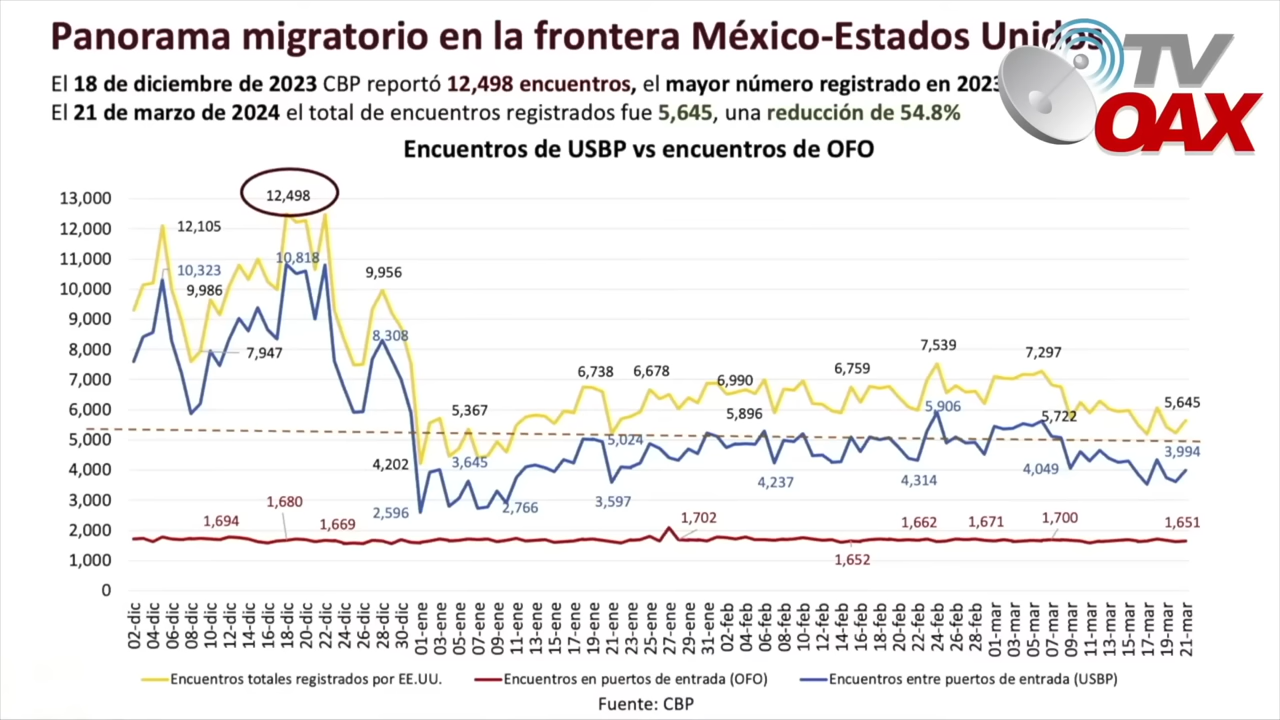 Panorama migratorio en la frontera México-Estados Unidos
El 18 de diciembre de 2023 CBP reportó 12,498 encuentros, el mayor número registrado en 2023
El 21 de marzo de 2024 el total de encuentros registrados fue 5,645, una reducción de 54.8%
TV
OAX
Encuentros de USBP vs encuentros de OFO
13,000
12,000
11,000
10,000
9,000
8,000
7,000
6,000
5,000
4,000
3,000
2,000
1,000
0
12,498
12,105
10,818
10,323
9,956
9,986
8,308
7,947
7,539
7,297
6,738
6,678
6,990
6,759
5,645
5,367
5,896
5,906
5,722
5,024
3,994
4,202
3,645
4,049
2,596
2,766
3,597
4,237
4,314
1,694
1,680
1,669
1,702
1,652
1,662
1,671
1,700
1,651
02-dic
04-dic
06-dic
08-dic
10-dic
12-dic
14-dic
16-dic
18-dic
20-dic
22-dic
24-dic
26-dic
28-dic
30-dic
01-ene
03-ene
05-ene
07-ene
09-ene
11-ene
13-ene
15-ene
17-ene
19-ene
21-ene
23-ene
25-ene
27-ene
29-ene
31-ene
02-feb
04-feb
06-feb
08-feb
10-feb
12-feb
14-feb
16-feb
18-feb
20-feb
22-feb
24-feb
26-feb
28-feb
01-mar
03-mar
05-mar
07-mar
09-mar
11-mar
13-mar
15-mar
17-mar
19-mar
21-mar
Encuentros totales registrados por EE.UU.
Encuentros en puertos de entrada (OFO)
Encuentros entre puertos de entrada (USBP)
Fuente: CBP